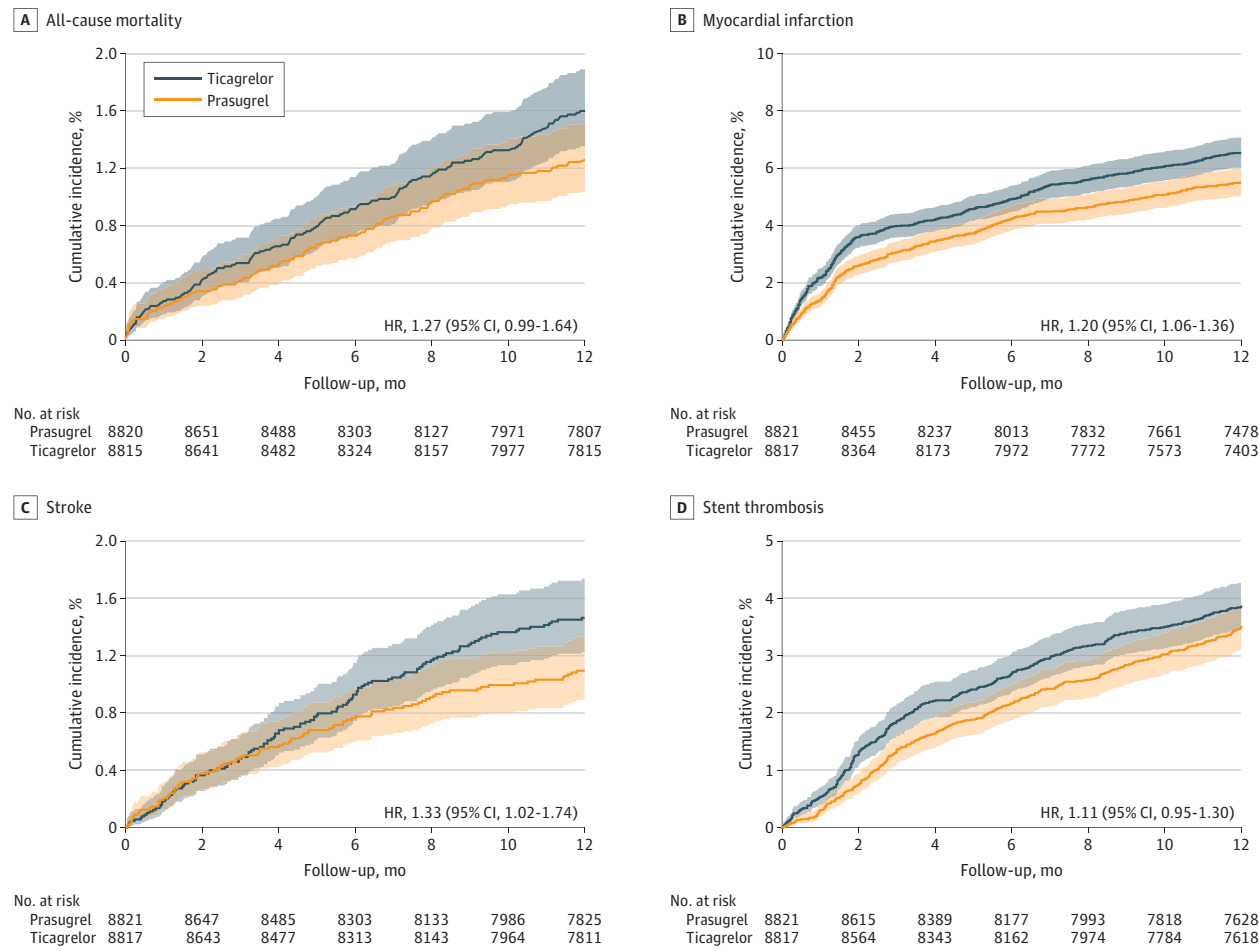 A All-cause mortality
2.0
1.6
1.2
0.8
0.4
0
Cumulative incidence, %
Ticagrelor
Prasugrel
HR, 1.27 (95% CI, 0.99-1.64)
0 2 4 6 8 10 12
Follow-up, mo
No. at risk
Prasugrel 8820 8651 8488 8303 8127 7971 7807
Ticagrelor 8815 8641 8482 8324 8157 7977 7815
B Myocardial infarction
10
8
6
4
2
0
Cumulative incidence, %
HR, 1.20 (95% CI, 1.06-1.36)
0 2 4 6 8 10 12
Follow-up, mo
No. at risk
Prasugrel 8821 8455 8237 8013 7832 7661 7478
Ticagrelor 8817 8364 8173 7972 7772 7573 7403
C Stroke
2.0
1.6
1.2
0.8
0.4
0
Cumulative incidence, %
HR, 1.33 (95% CI, 1.02-1.74)
0 2 4 6 8 10 12
Follow-up, mo
No. at risk
Prasugrel 8821 8647 8485 8303 8133 7986 7825
Ticagrelor 8817 8643 8477 8313 8143 7964 7811
D Stent thrombosis
5
4
3
2
1
0
Cumulative incidence, %
HR, 1.11 (95% CI, 0.95-1.30)
0 2 4 6 8 10 12
Follow-up, mo
No. at risk
Prasugrel 8821 8615 8389 8177 7993 7818 7628
Ticagrelor 8817 8564 8343 8162 7974 7784 7618